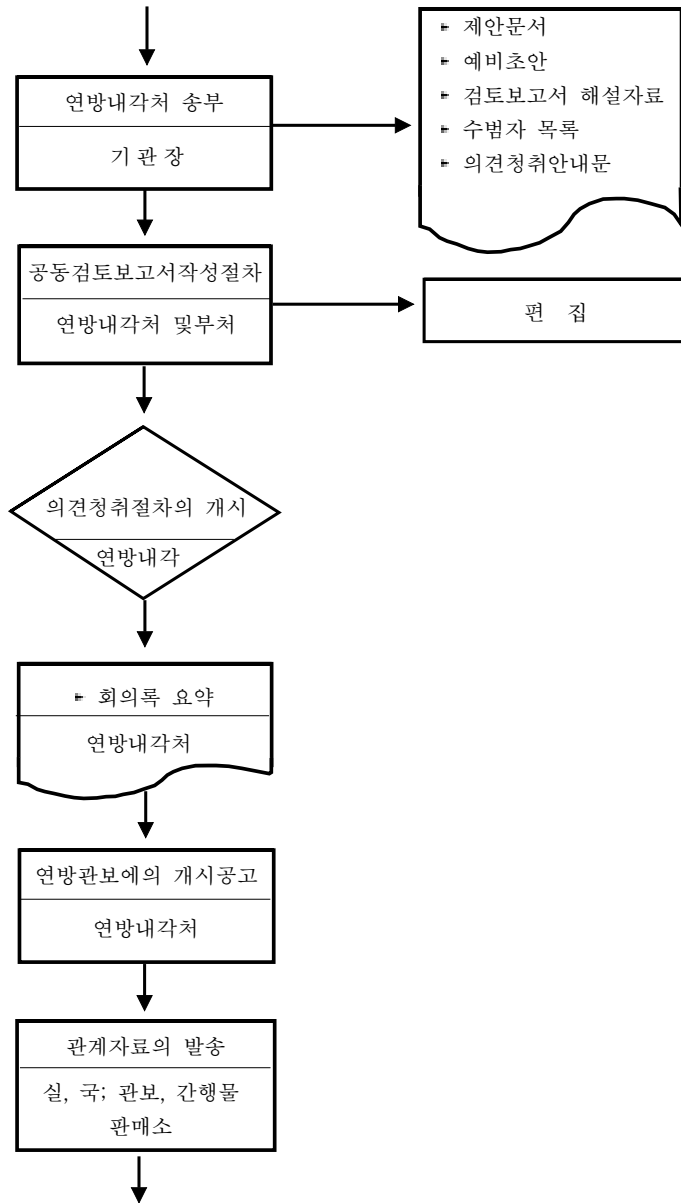 연방내각처 송부
기 관 장
⁌ 제안문서
⁌ 예비초안
⁌ 검토보고서 해설자료
⁌ 수범자 목록
⁌ 의견청취안내문
공동검토보고서작성절차
연방내각처 및부처
편 집
의견청취절차의 개시
연방내각
⁌ 회의록 요약
연방내각처
연방관보에의 개시공고
연방내각처
관계자료의 발송
실, 국; 관보, 간행물
판매소